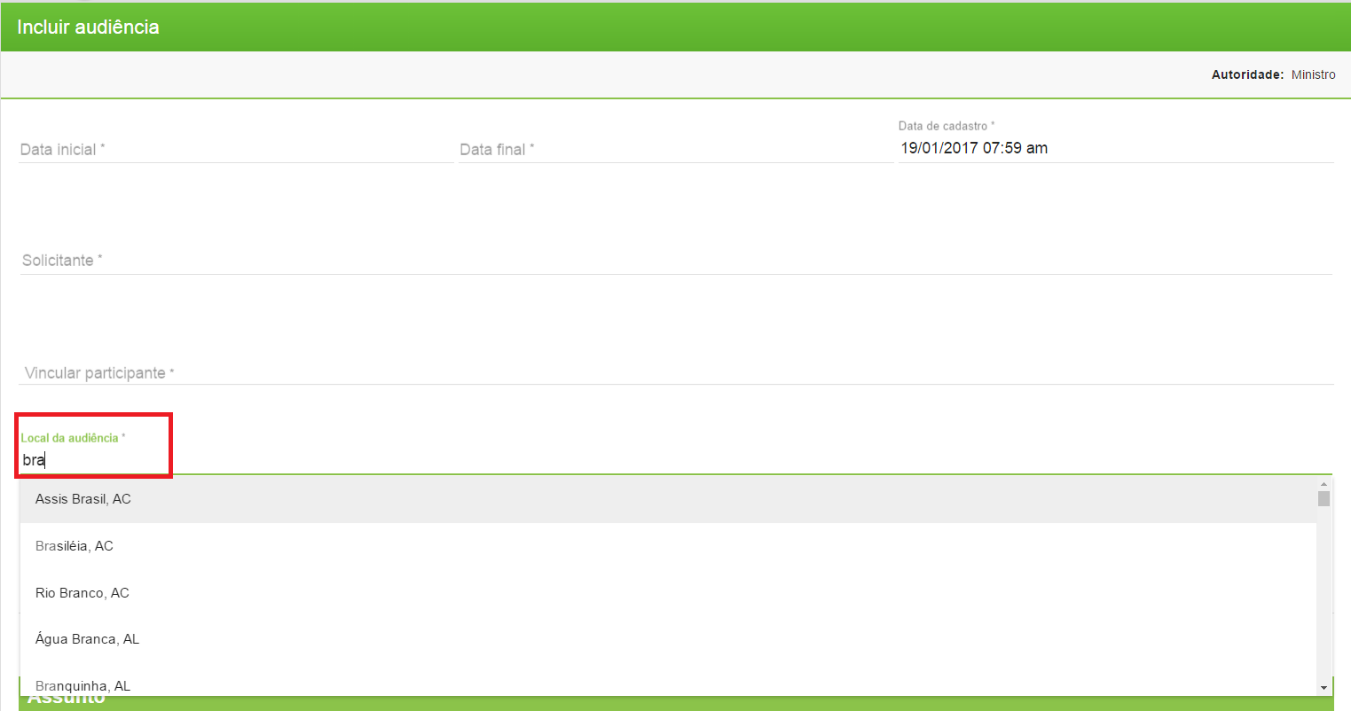 Incluir audiência
Autoridade: Ministro
Data inicial *
Data final *
Data de cadastro *
19/01/2017 07:59 am
Solicitante *
Vincular participante *
Local da audiência *
bra
Assis Brasil, AC
Brasiléia, AC
Rio Branco, AC
Água Branca, AL
Branquinha, AL
Assunto